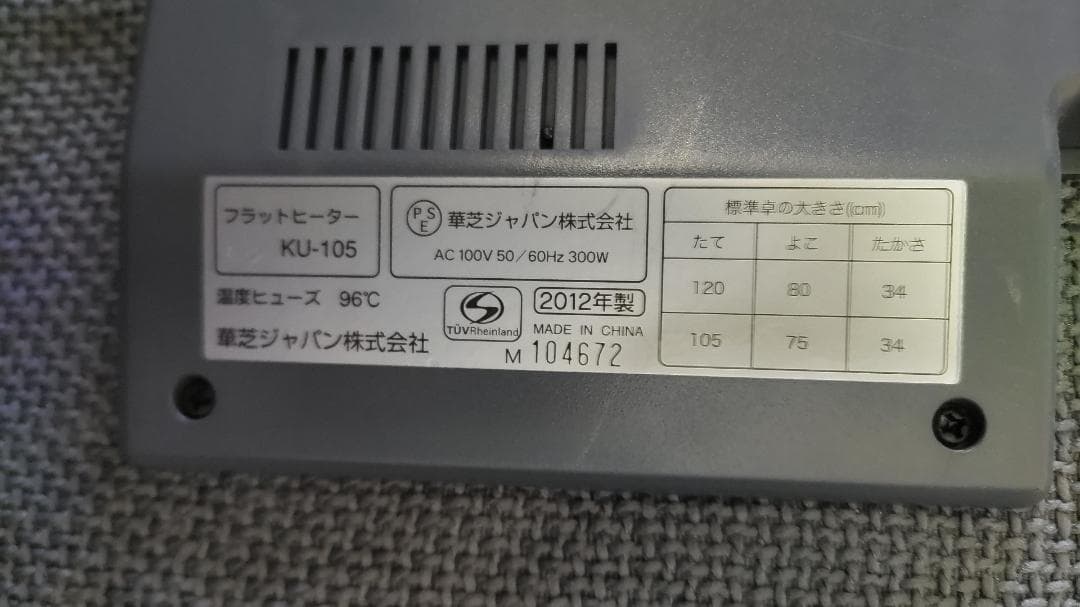 フラットヒーター
KU-105
PSE 華芝ジャパン株式会社
AC 100V 50/60Hz 300W
温度ヒューズ 96℃
華芝ジャパン株式会社
TÜVRheinland
2012年製
MADE IN CHINA
M 104672
標準卓の大きさ(cm)
たて よこ たかさ
120 80 34
105 75 34